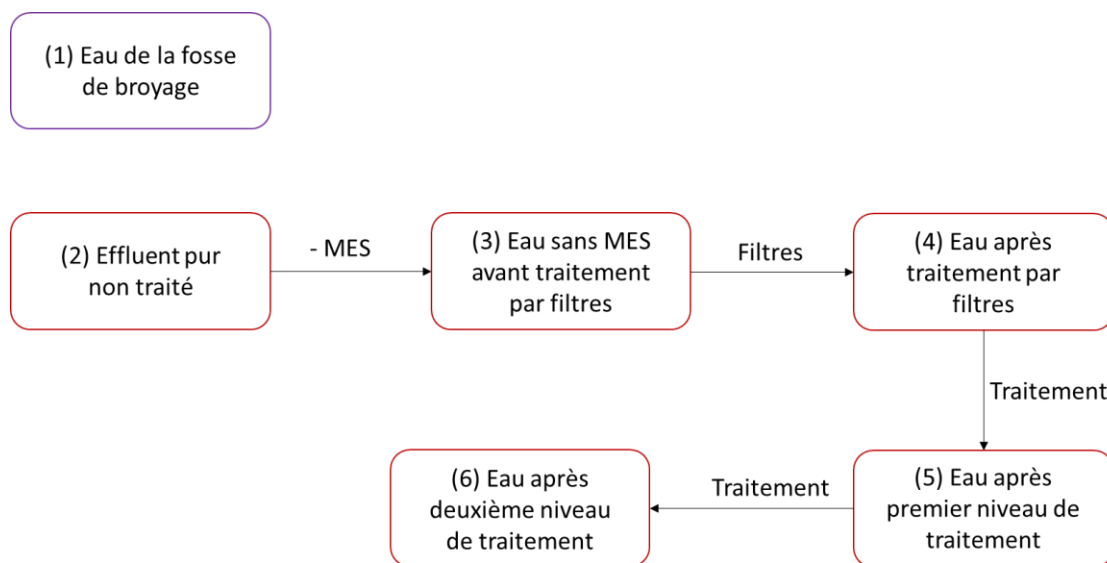 (1) Eau de la fosse
de broyage
(2) Effluent pur
non traité
- MES
(3) Eau sans MES
avant traitement
par filtres
Filtres
(4) Eau après
traitement par
filtres
Traitement
(5) Eau après
premier niveau de
traitement
Traitement
(6) Eau après
deuxième niveau
de traitement